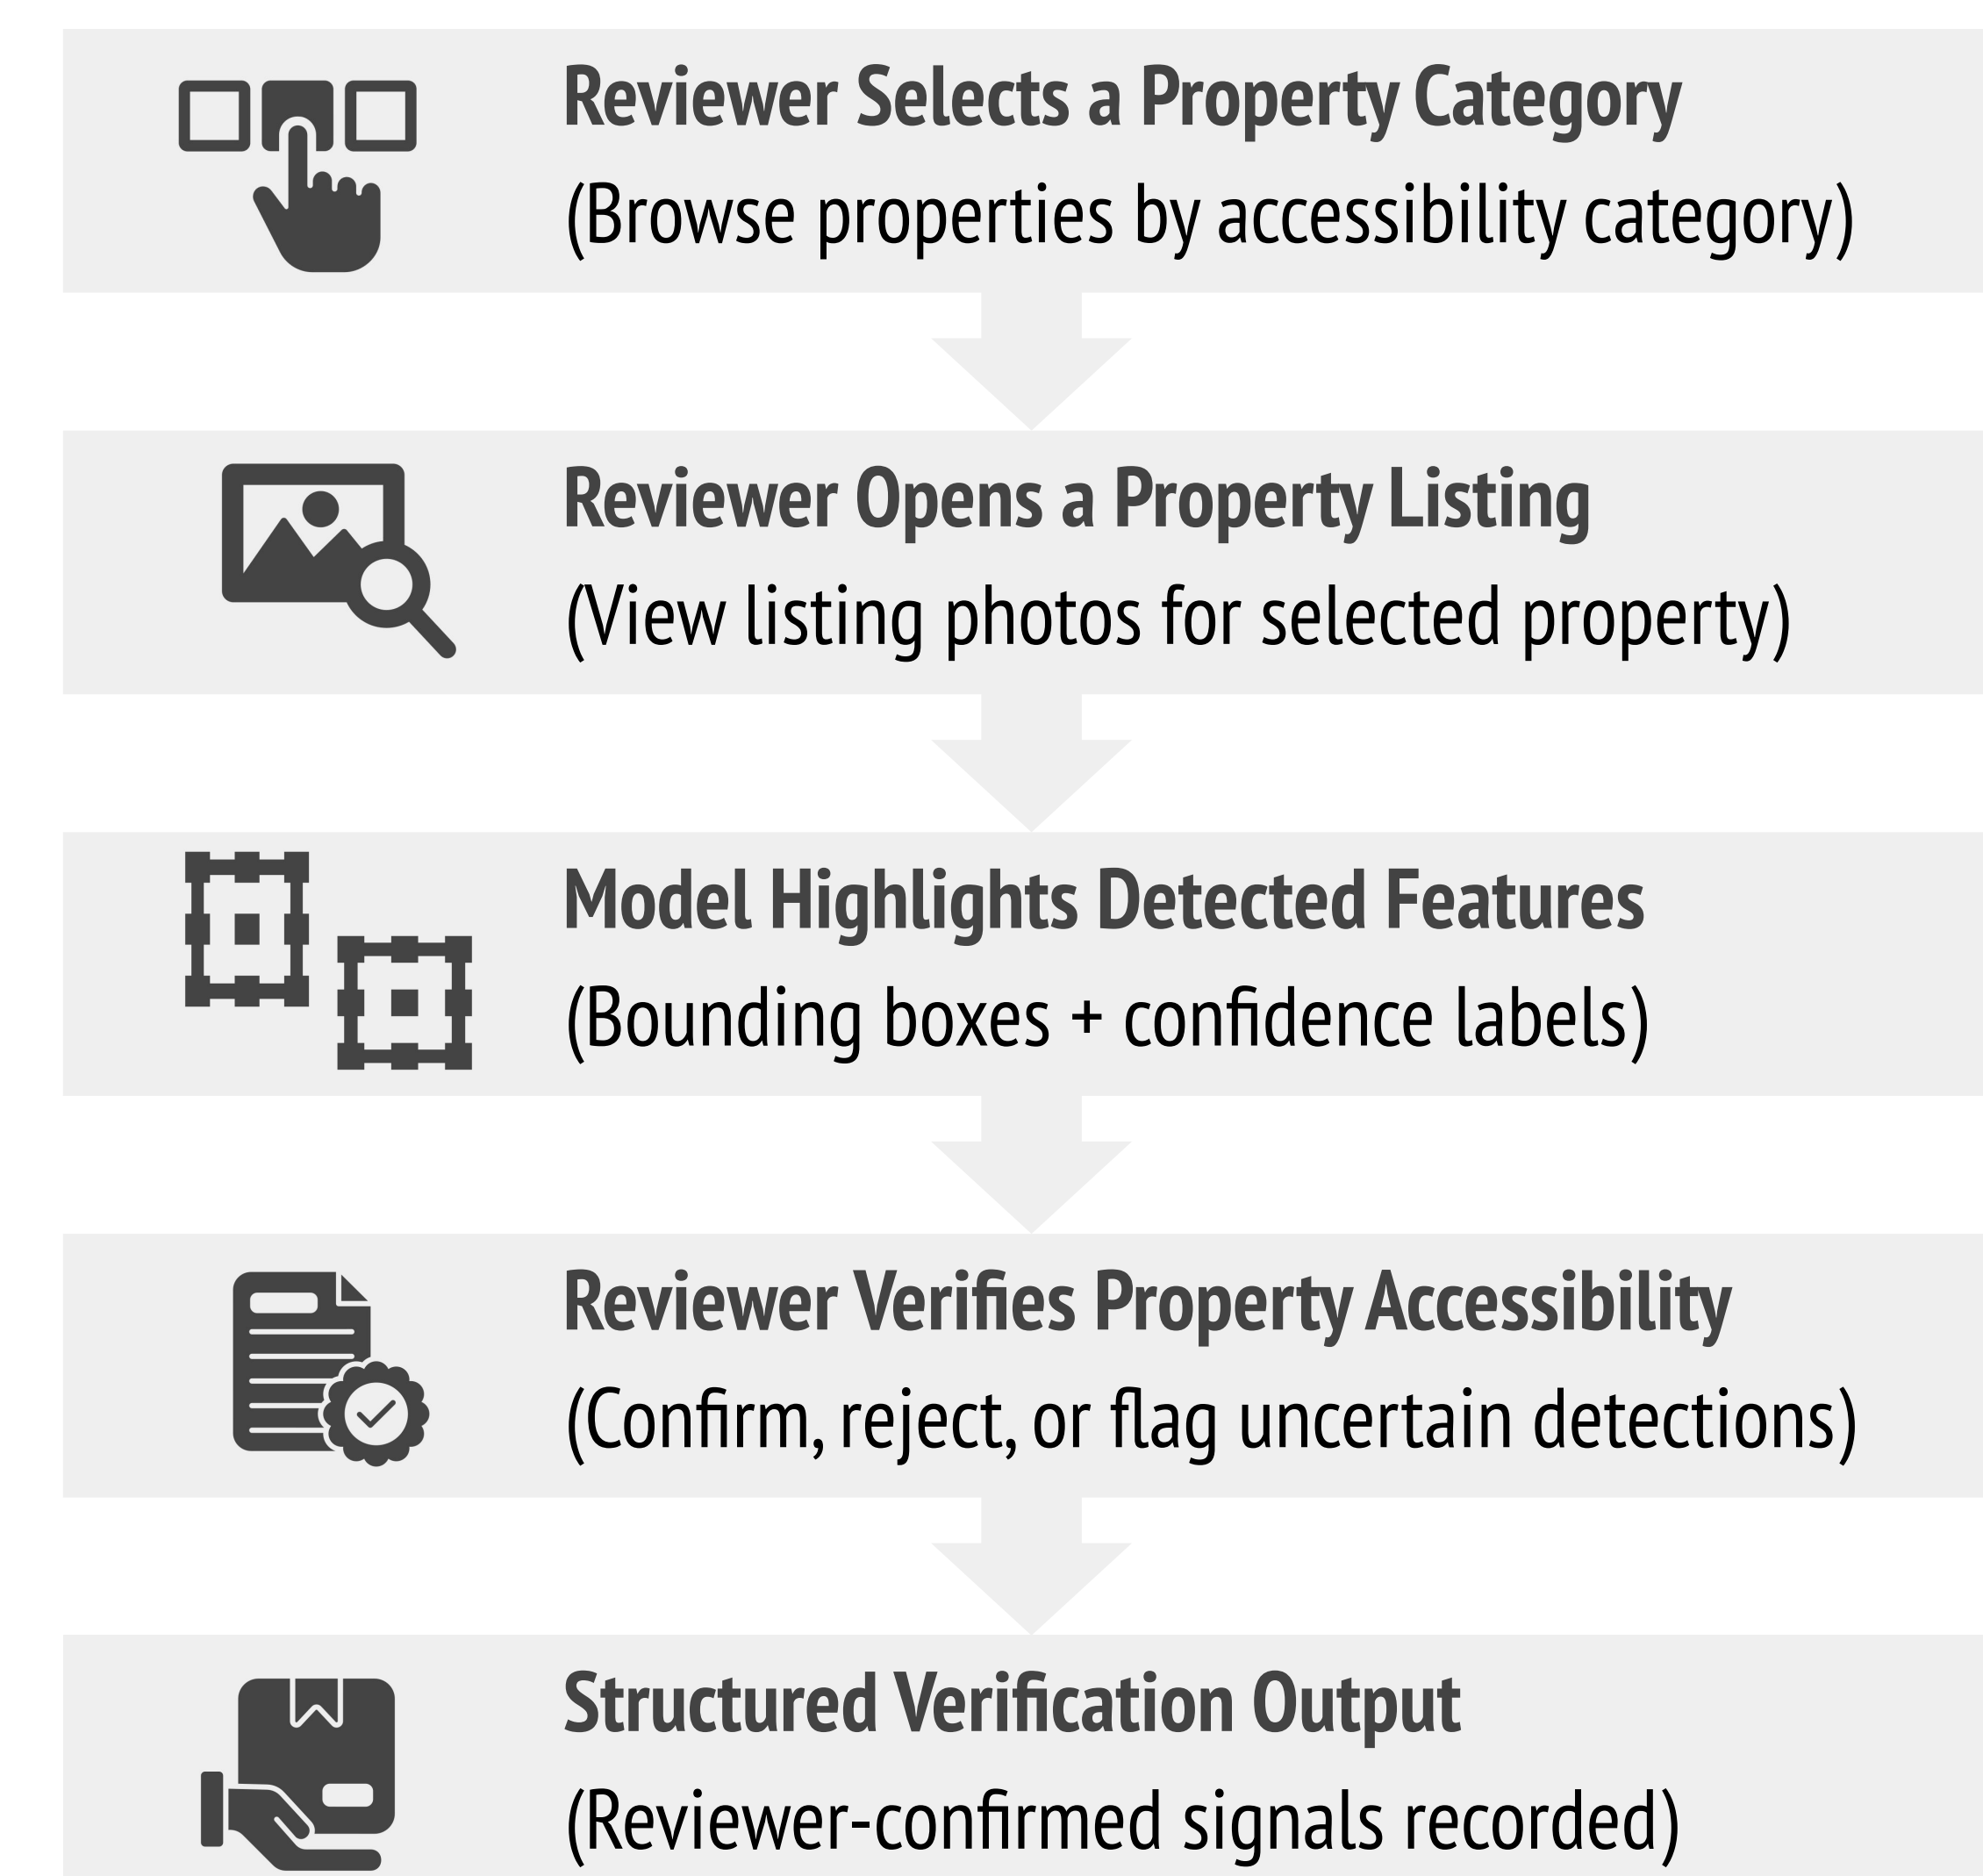 Reviewer Selects a Property Category
(Browse properties by accessibility category)
Reviewer Opens a Property Listing
(View listing photos for selected property)
Model Highlights Detected Features
(Bounding boxes + confidence labels)
Reviewer Verifies Property Accessibility
(Confirm, reject, or flag uncertain detections)
Structured Verification Output
(Reviewer-confirmed signals recorded)